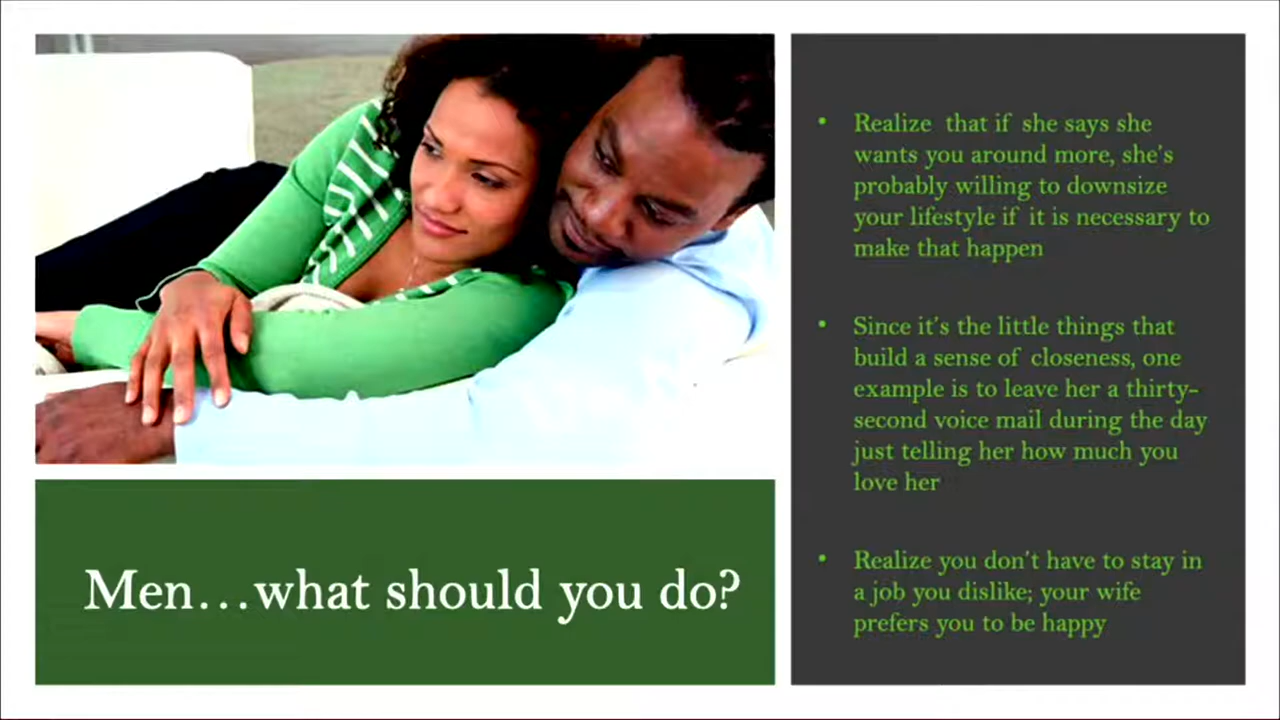 Men...what should you do?
• Realize that if she says she
wants you around more, she's
probably willing to downsize
your lifestyle if it is necessary to
make that happen
• Since it's the little things that
build a sense of closeness, one
example is to leave her a thirty-
second voice mail during the day
just telling her how much you
love her
• Realize you don't have to stay in
a job you dislike; your wife
prefers you to be happy